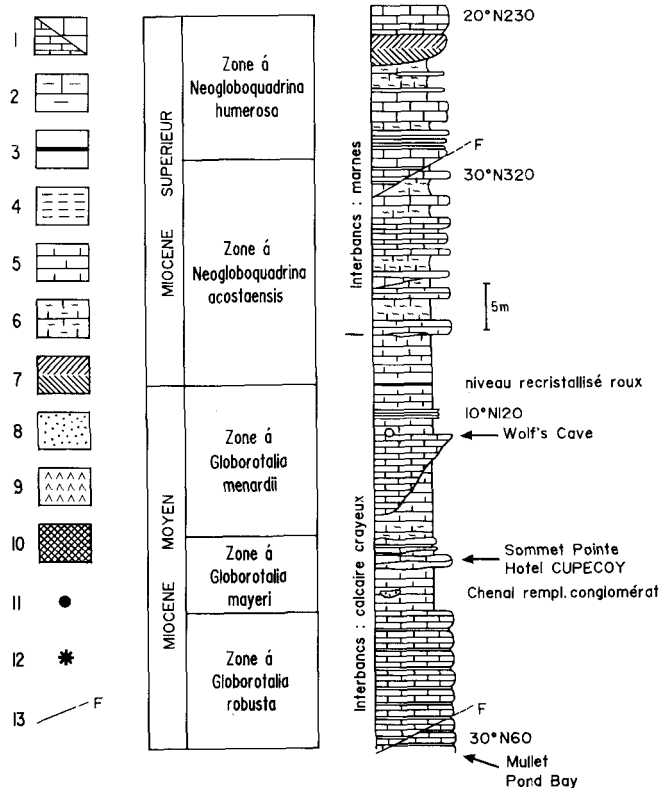 1
2
3
4
5
6
7
8
9
10
11
12
13
F
MIOCENE SUPERIEUR
MIOCENE MOYEN
Zone á
Neogloboquadrina
humerosa
Zone á
Neogloboquadrina
acostaensis
Zone á
Globorotalia
menardii
Zone á
Globorotalia
mayeri
Zone á
Globorotalia
robusta
Interbancs : marnes
Interbancs : calcaire crayeux
20°N230
F
30°N320
5m
niveau recristallisé roux
10°N120
Wolf's Cave
Sommet Pointe
Hotel CUPECOY
Chenal rempl. conglomérat
F
30°N60
Mullet
Pond Bay